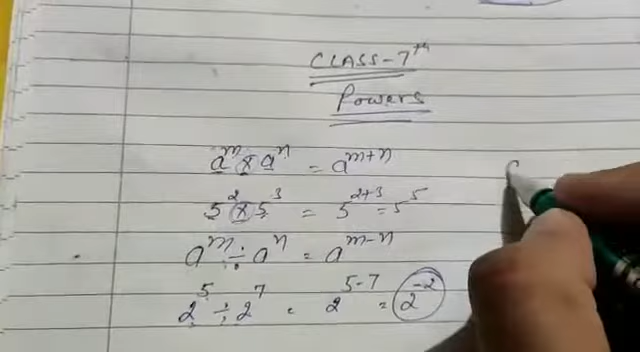 CLASS-7th
Powers
a^m × a^n = a^{m+n}
5^2 × 5^3 = 5^{2+3} = 5^5
a^m ÷ a^n = a^{m-n}
2^5 ÷ 2^7 = 2^{5-7} = 2^{-2}